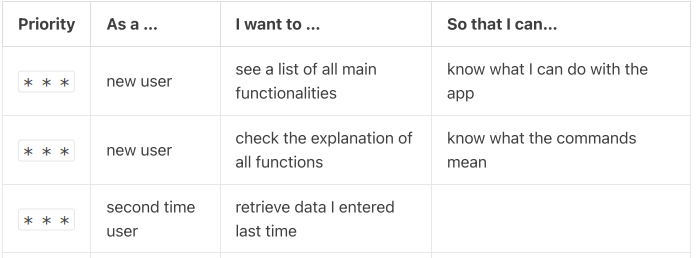 Priority As a ... I want to ... So that I can...
* * * new user see a list of all main functionalities know what I can do with the app
* * * new user check the explanation of all functions know what the commands mean
* * * second time user retrieve data I entered last time